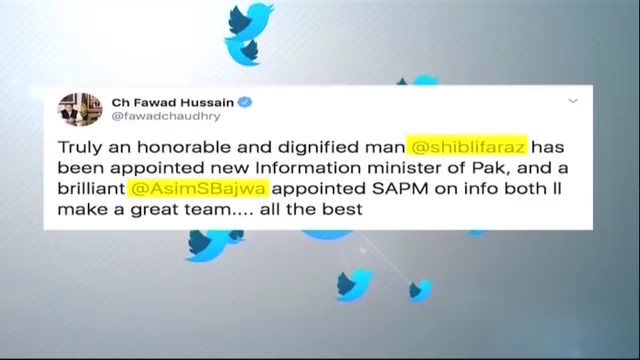 Ch Fawad Hussain
@fawadchaudhry
Truly an honorable and dignified man @shiblifaraz has
been appointed new Information minister of Pak, and a
brilliant @AsimSBajwa appointed SAPM on info both ll
make a great team.... all the best